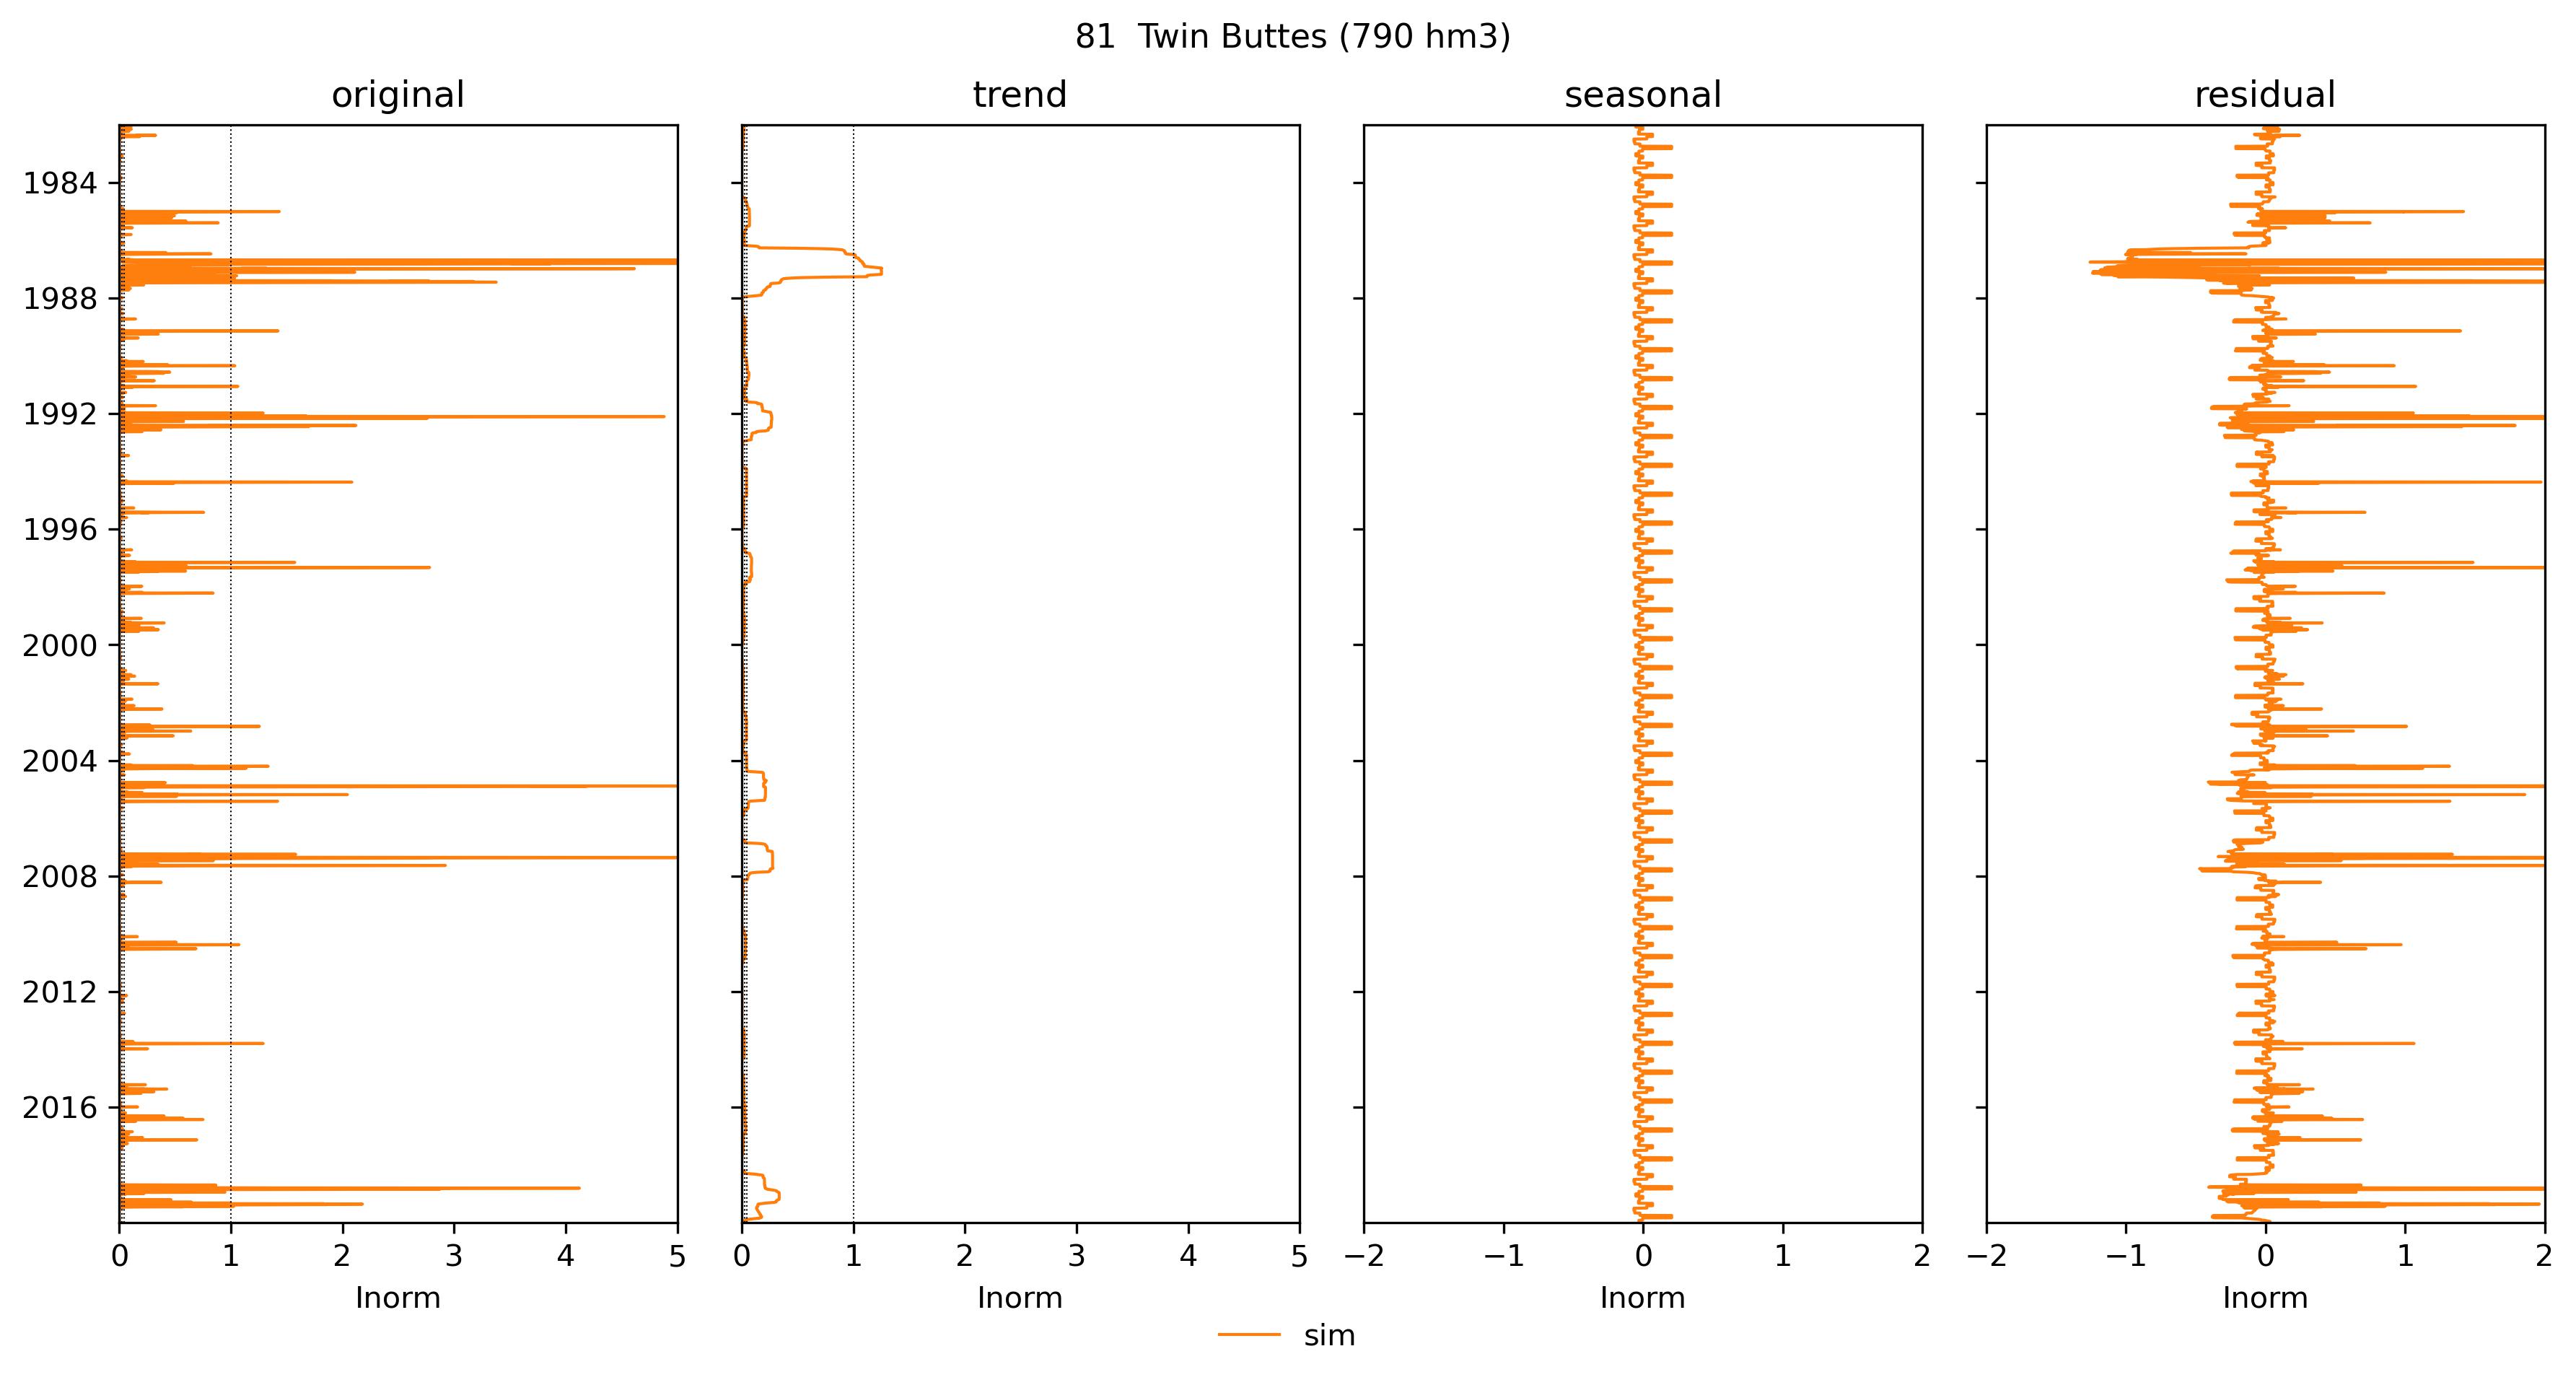 81  Twin Buttes (790 hm3)
original
trend
seasonal
residual
1984
1988
1992
1996
2000
2004
2008
2012
2016
0 1 2 3 4 5
0 1 2 3 4 5
−2 −1 0 1 2
−2 −1 0 1 2
Inorm
Inorm
Inorm
Inorm
sim